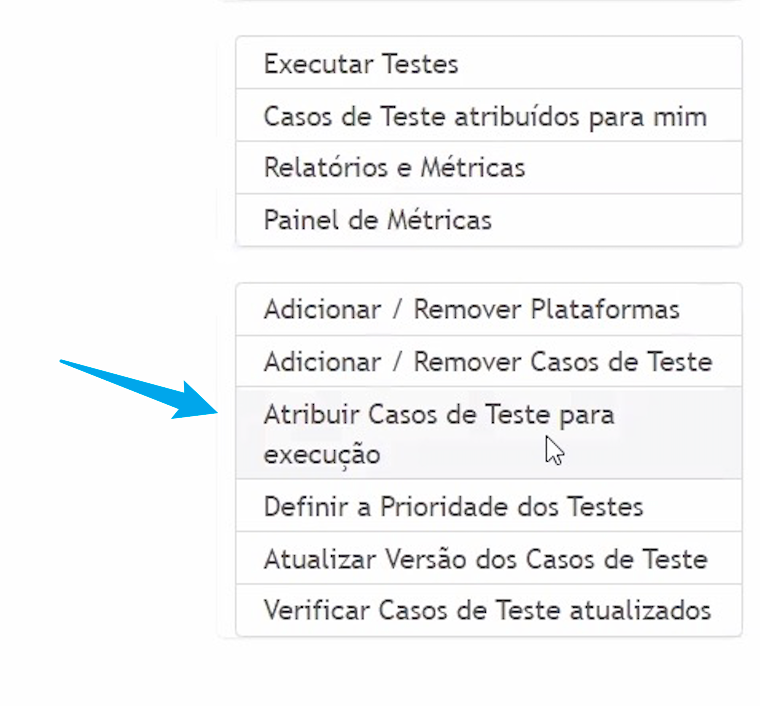 Executar Testes
Casos de Teste atribuídos para mim
Relatórios e Métricas
Painel de Métricas
Adicionar / Remover Plataformas
Adicionar / Remover Casos de Teste
Atribuir Casos de Teste para
execução
Definir a Prioridade dos Testes
Atualizar Versão dos Casos de Teste
Verificar Casos de Teste atualizados